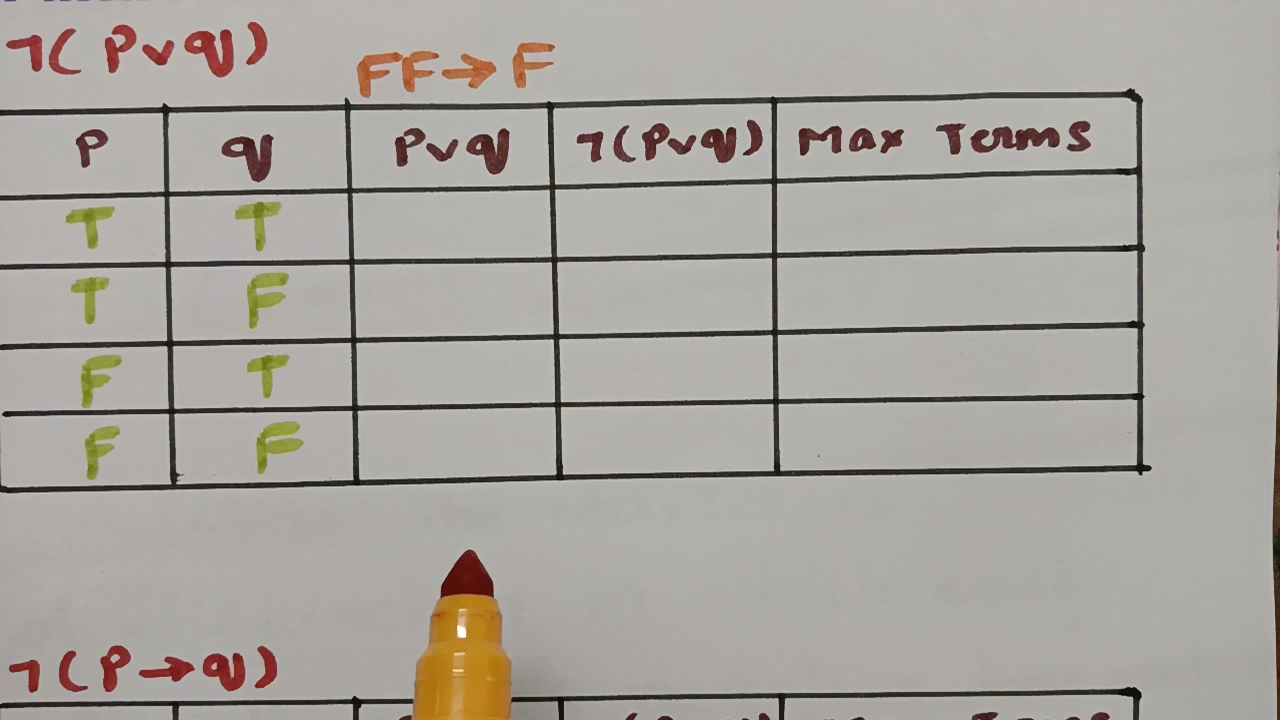 ¬(P∨q)
FF→F
P q P∨q ¬(P∨q) Max Terms
T T
T F
F T
F F
¬(P→q)